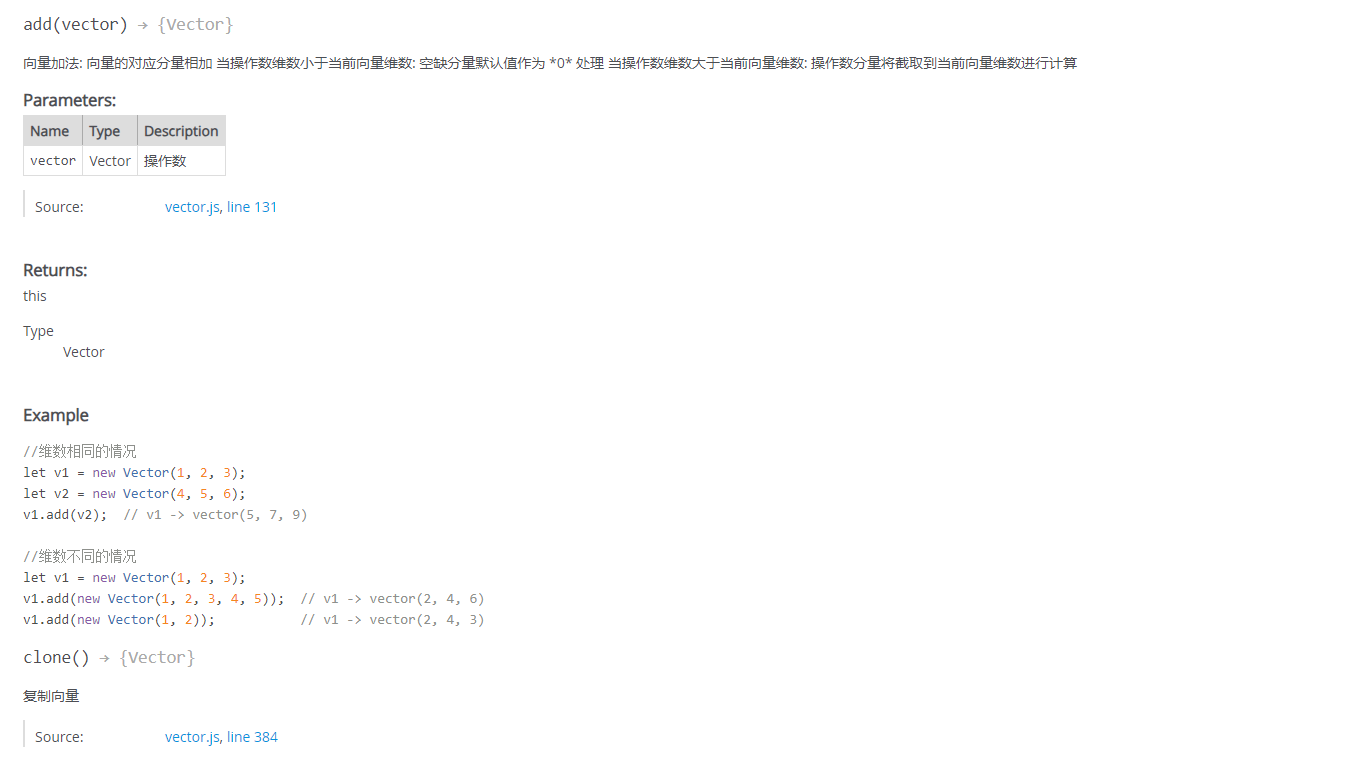 add(vector) → {Vector}
向量加法: 向量的对应分量相加 当操作数维数小于当前向量维数: 空缺分量默认值作为 *0* 处理 当操作数维数大于当前向量维数: 操作数分量将截取到当前向量维数进行计算
Parameters:
Name Type Description
vector Vector 操作数
Source: vector.js, line 131
Returns:
this
Type
Vector
Example
//维数相同的情况
let v1 = new Vector(1, 2, 3);
let v2 = new Vector(4, 5, 6);
v1.add(v2);  // v1 -> vector(5, 7, 9)
//维数不同的情况
let v1 = new Vector(1, 2, 3);
v1.add(new Vector(1, 2, 3, 4, 5));  // v1 -> vector(2, 4, 6)
v1.add(new Vector(1, 2));           // v1 -> vector(2, 4, 3)
clone() → {Vector}
复制向量
Source: vector.js, line 384